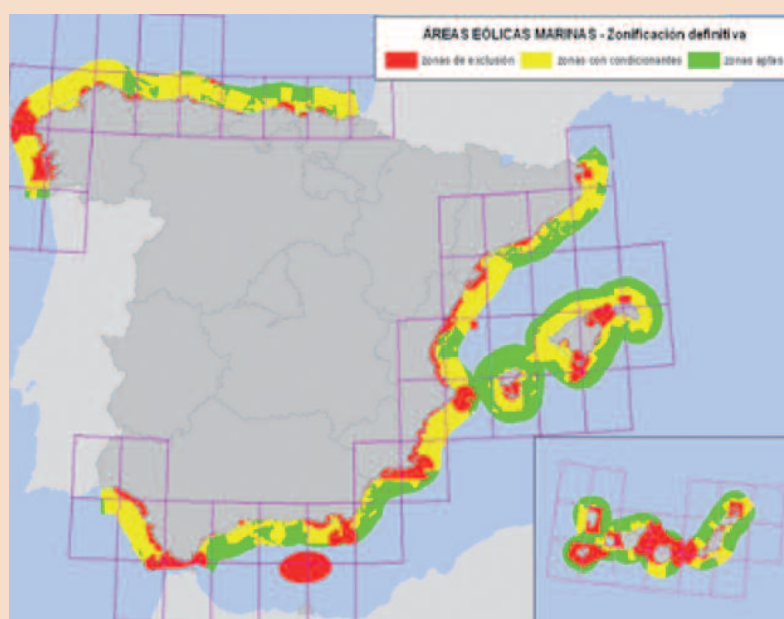 ÁREAS EÓLICAS MARINAS - Zonificación definitiva
zonas de exclusión zonas con condicionantes zonas aptas